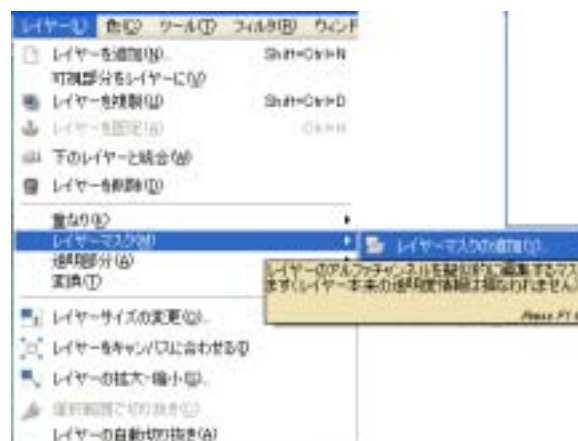 レイヤー(L) 色(C) ツール(T) フィルタ(R) ウィンド
レイヤーを追加(N)... Shift+Ctrl+N
可視部分をレイヤーに(V)
レイヤーを複製(U) Shift+Ctrl+D
レイヤーを固定(H) Ctrl+H
下のレイヤーと統合(W)
レイヤーを削除(D)
重なり(K)
レイヤーマスク(M)
レイヤーマスクの追加(Y)...
透明部分(A)
変換(T)
レイヤーのアルファチャンネルを擬似的に編集するマス
ます(レイヤー本来の透明度情報は損なわれません)
Press F1
レイヤーサイズの変更(Q)...
レイヤーをキャンバスに合わせる(I)
レイヤーの拡大・縮小(S)...
選択範囲で切り抜き(C)
レイヤーの自動切り抜き(A)